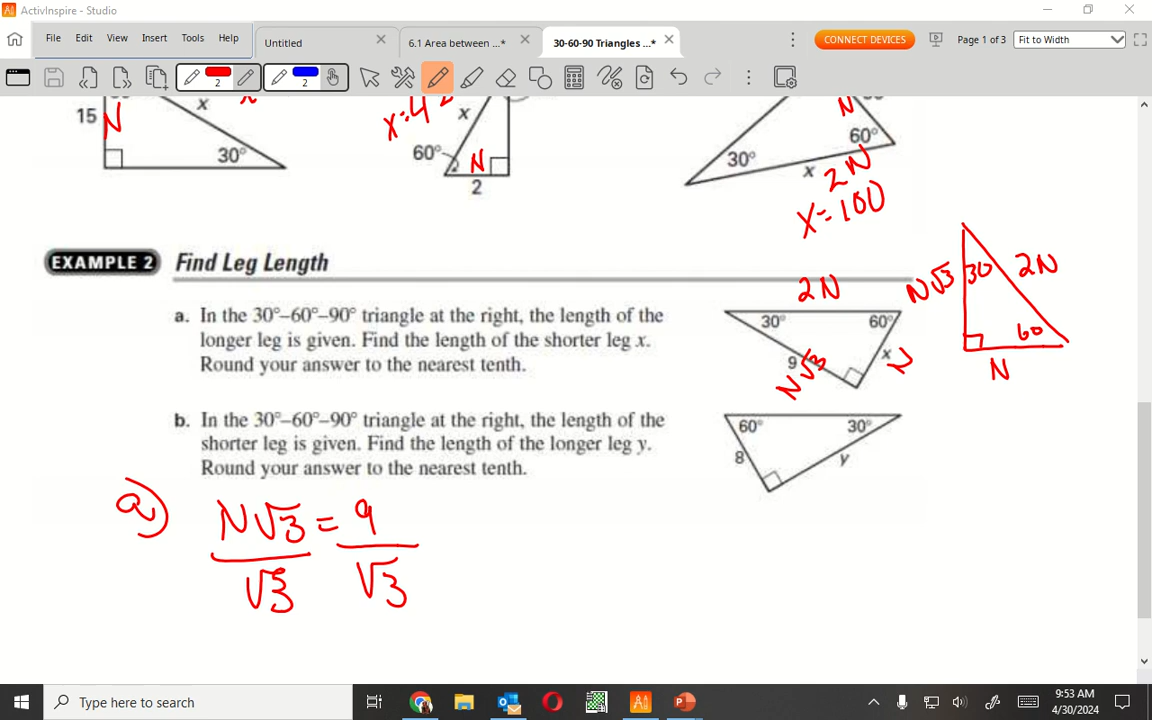 ActivInspire - Studio
File Edit View Insert Tools Help
Untitled
6.1 Area between ...*
30-60-90 Triangles ...*
CONNECT DEVICES
Page 1 of 3
Fit to Width
2
2
15
N
x
30°
x=4
x
60°
N
2
N
60°
30°
x
2N
x=100
EXAMPLE 2 Find Leg Length
a. In the 30°–60°–90° triangle at the right, the length of the
longer leg is given. Find the length of the shorter leg x.
Round your answer to the nearest tenth.
2N
30°
60°
9
x
N√3
N
N√3
30
2N
60
N
b. In the 30°–60°–90° triangle at the right, the length of the
shorter leg is given. Find the length of the longer leg y.
Round your answer to the nearest tenth.
60°
30°
8
y
a)
N√3 = 9
√3 √3
Type here to search
9:53 AM
4/30/2024